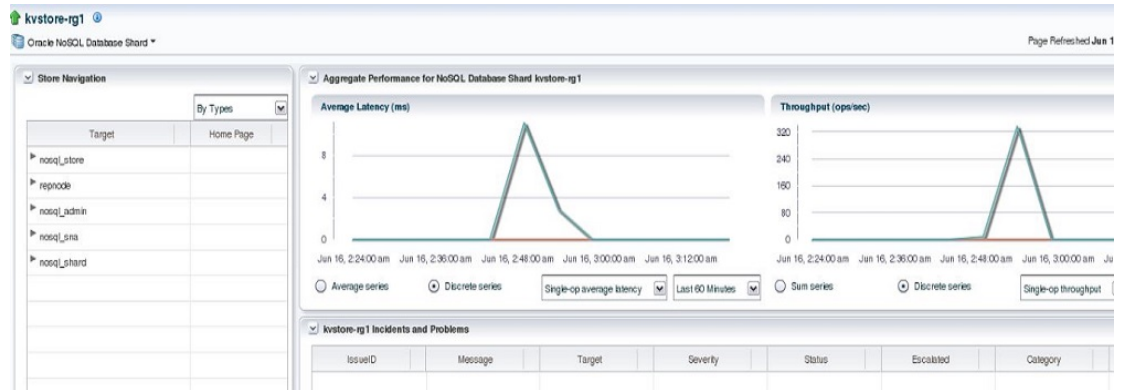 kvstore-rg1
Oracle NoSQL Database Shard
Page Refreshed Jun 1
Store Navigation
By Types
Target Home Page
nosql_store
repnode
nosql_admin
nosql_sna
nosql_shard
Aggregate Performance for NoSQL Database Shard kvstore-rg1
Average Latency (ms)
8
4
0
Jun 16, 2:24:00 am Jun 16, 2:36:00 am Jun 16, 2:48:00 am Jun 16, 3:00:00 am Jun 16, 3:12:00 am
Average series Discrete series Single-op average latency Last 60 Minutes
Throughput (ops/sec)
320
240
160
80
0
Jun 16, 2:24:00 am Jun 16, 2:36:00 am Jun 16, 2:48:00 am Jun 16, 3:00:00 am Ju
Sum series Discrete series Single-op throughput
kvstore-rg1 Incidents and Problems
IssueID Message Target Severity Status Escalated Category